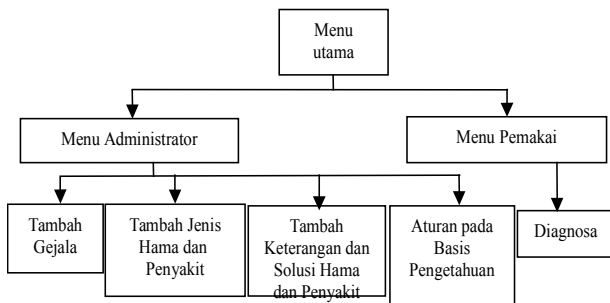 Menu
utama
Menu Administrator
Menu Pemakai
Tambah
Gejala
Tambah Jenis
Hama dan
Penyakit
Tambah
Keterangan dan
Solusi Hama
dan Penyakit
Aturan pada
Basis
Pengetahuan
Diagnosa